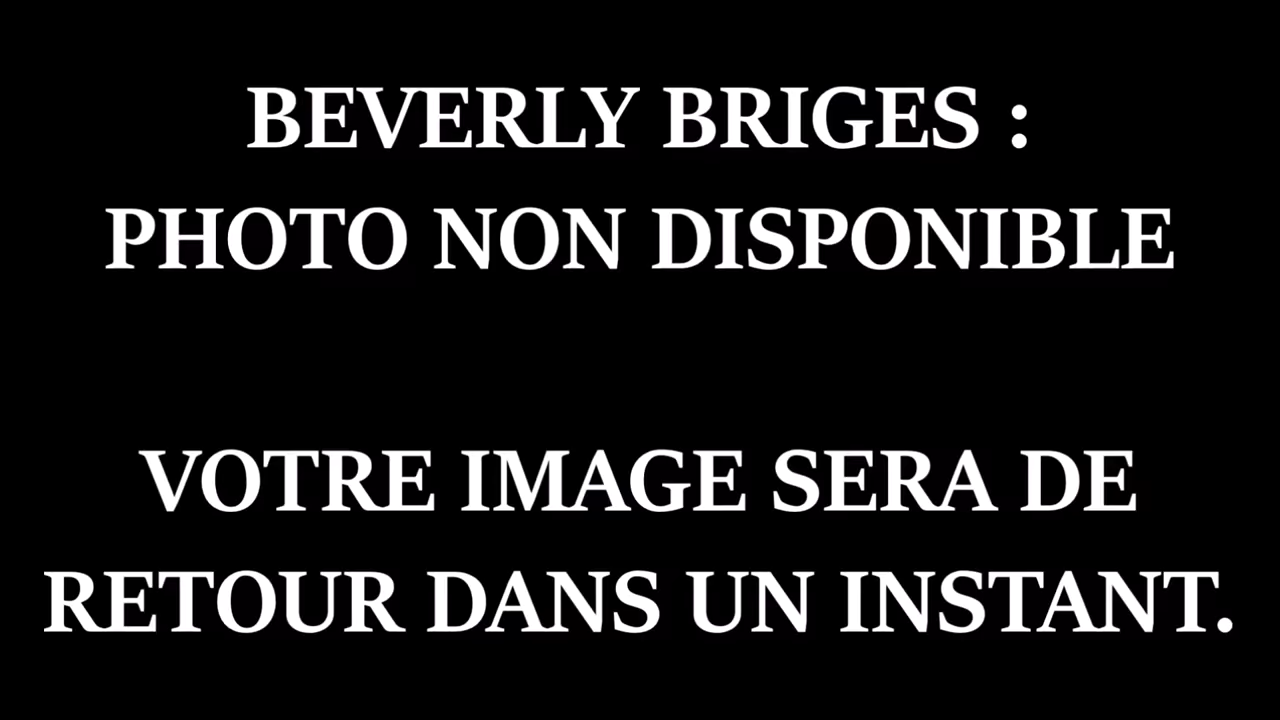 BEVERLY BRIGES :
PHOTO NON DISPONIBLE
VOTRE IMAGE SERA DE
RETOUR DANS UN INSTANT.